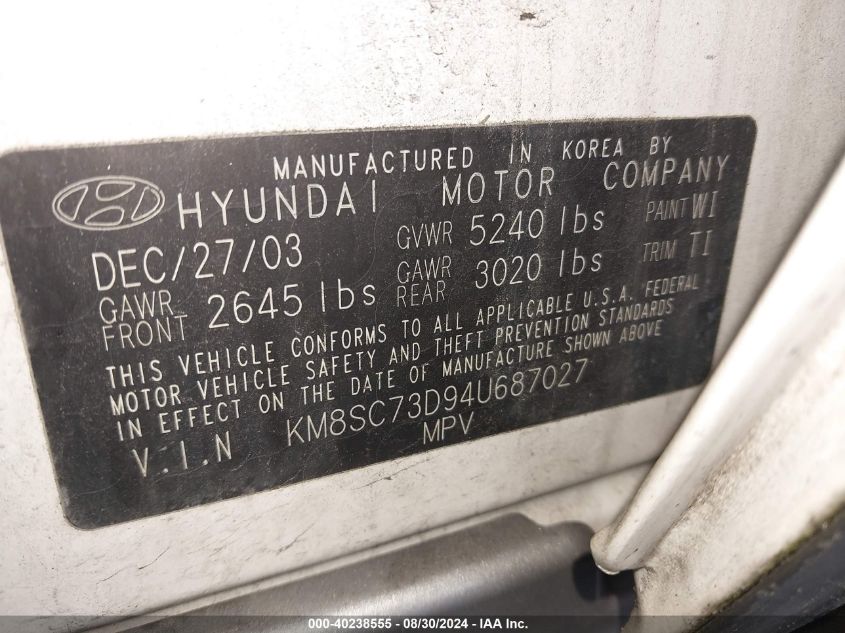 MANUFACTURED IN KOREA BY
HYUNDAI MOTOR COMPANY
DEC/27/03 GVWR 5240 lbs PAINT WI
GAWR FRONT 2645 lbs GAWR REAR 3020 lbs TRIM TI
THIS VEHICLE CONFORMS TO ALL APPLICABLE U.S.A. FEDERAL
MOTOR VEHICLE SAFETY AND THEFT PREVENTION STANDARDS
IN EFFECT ON THE DATE OF MANUFACTURE SHOWN ABOVE
V.I.N KM8SC73D94U687027
MPV
000-40238555 - 08/30/2024 - IAA Inc.